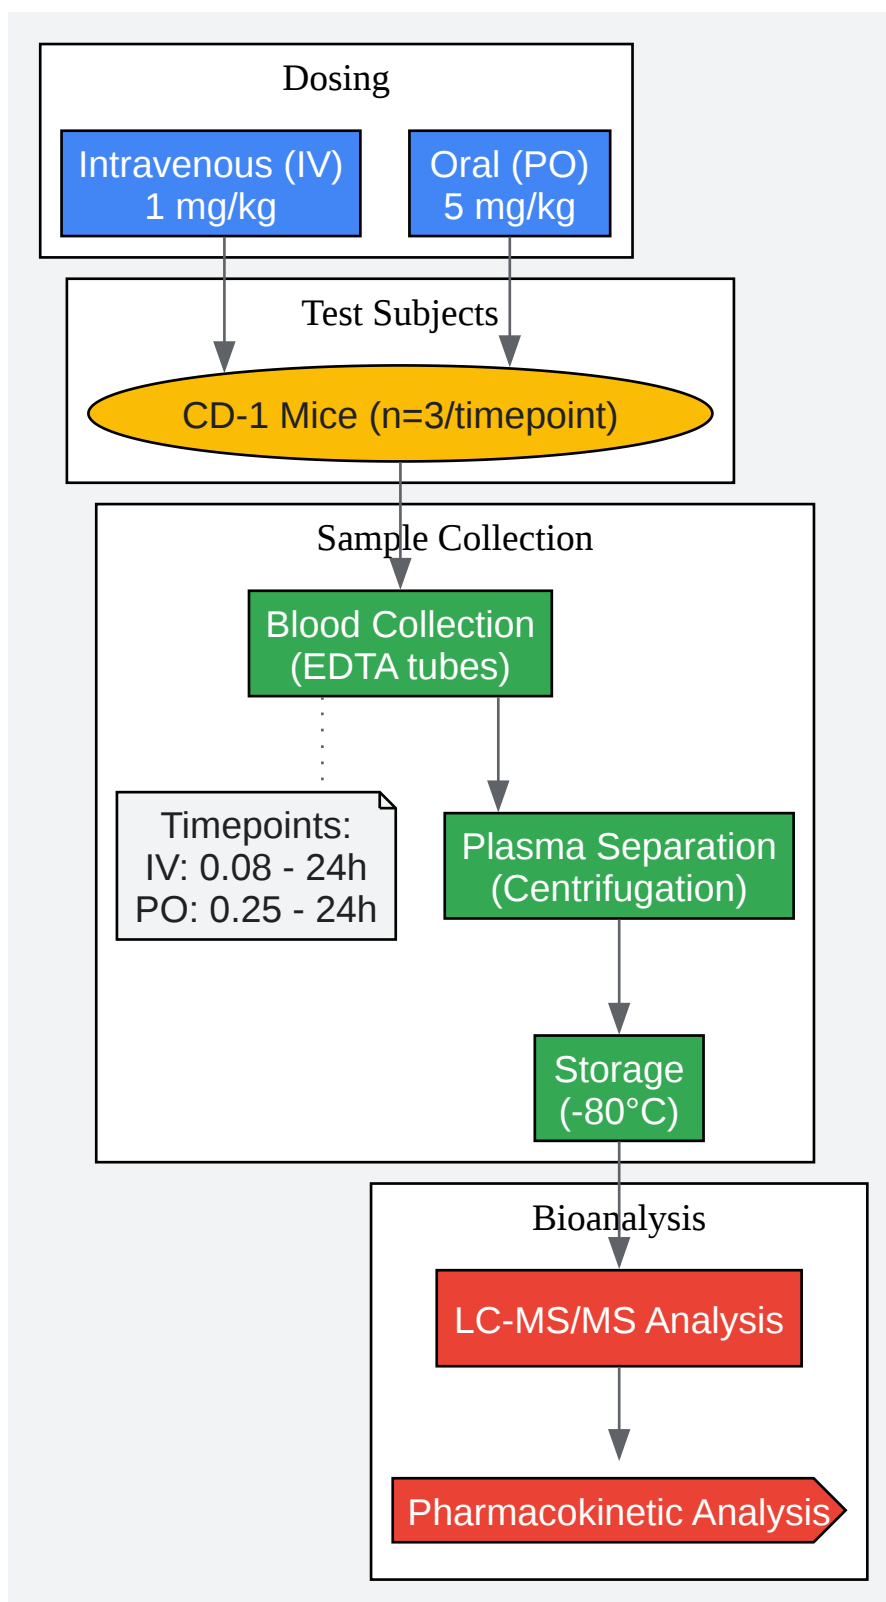 Dosing
Intravenous (IV)
1 mg/kg
Oral (PO)
5 mg/kg
Test Subjects
CD-1 Mice (n=3/timepoint)
Sample Collection
Blood Collection
(EDTA tubes)
Timepoints:
IV: 0.08 - 24h
PO: 0.25 - 24h
Plasma Separation
(Centrifugation)
Storage
(-80°C)
Bioanalysis
LC-MS/MS Analysis
Pharmacokinetic Analysis